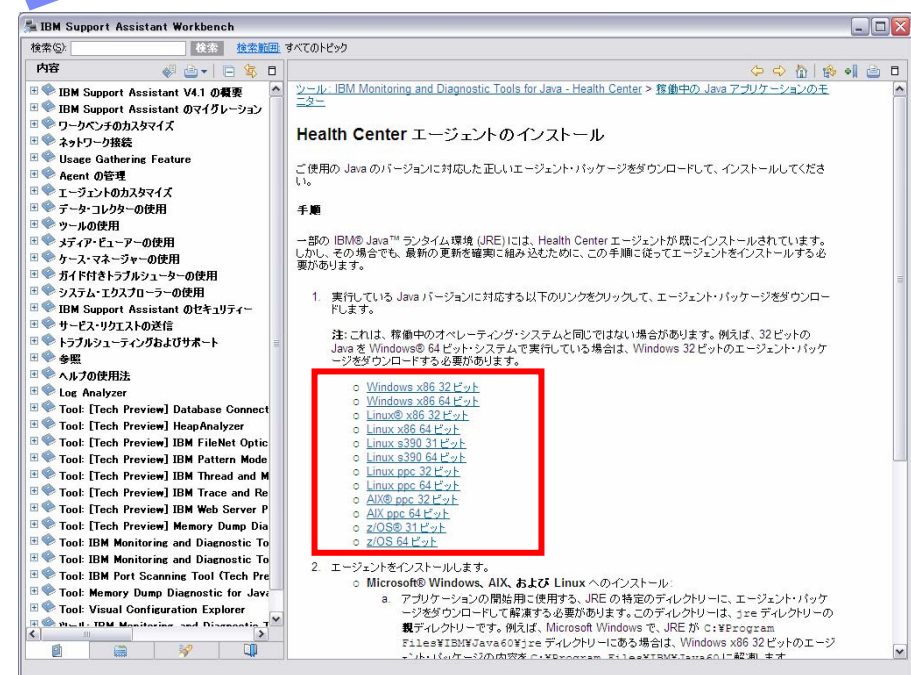 IBM Support Assistant Workbench
検索(S): 検索 検索範囲: すべてのトピック
内容
IBM Support Assistant V4.1 の概要
IBM Support Assistant のマイグレーション
ワークベンチのカスタマイズ
ネットワーク接続
Usage Gathering Feature
Agent の管理
エージェントのカスタマイズ
データ・コレクターの使用
ツールの使用
メディア・ビューアーの使用
ケース・マネージャーの使用
ガイド付きトラブルシューターの使用
システム・エクスプローラーの使用
IBM Support Assistant のセキュリティー
サービス・リクエストの送信
トラブルシューティングおよびサポート
参照
ヘルプの使用法
Log Analyzer
Tool: [Tech Preview] Database Connect
Tool: [Tech Preview] HeapAnalyzer
Tool: [Tech Preview] IBM FileNet Optic
Tool: [Tech Preview] IBM Pattern Mode
Tool: [Tech Preview] IBM Thread and M
Tool: [Tech Preview] IBM Trace and Re
Tool: [Tech Preview] IBM Web Server P
Tool: [Tech Preview] Memory Dump Dia
Tool: IBM Monitoring and Diagnostic To
Tool: IBM Monitoring and Diagnostic To
Tool: IBM Port Scanning Tool (Tech Pre
Tool: Memory Dump Diagnostic for Java
Tool: Visual Configuration Explorer
ツール: IBM Monitoring and Diagnostic T
ツール: IBM Monitoring and Diagnostic Tools for Java - Health Center > 稼働中の Java アプリケーションのモ
ニター
Health Center エージェントのインストール
ご使用の Java のバージョンに対応した正しいエージェント・パッケージをダウンロードして、インストールしてくださ
い。
手順
一部の IBM® Java™ ランタイム環境 (JRE) には、Health Center エージェントが既にインストールされています。
しかし、その場合でも、最新の更新を確実に組み込むために、この手順に従ってエージェントをインストールする必
要があります。
1. 実行している Java バージョンに対応する以下のリンクをクリックして、エージェント・パッケージをダウンロー
ドします。
注: これは、稼働中のオペレーティング・システムと同じではない場合があります。例えば、32 ビットの
Java を Windows® 64 ビット・システムで実行している場合は、Windows 32 ビットのエージェント・パッケ
ージをダウンロードする必要があります。
○ Windows x86 32 ビット
○ Windows x86 64 ビット
○ Linux® x86 32 ビット
○ Linux x86 64 ビット
○ Linux s390 31 ビット
○ Linux s390 64 ビット
○ Linux ppc 32 ビット
○ Linux ppc 64 ビット
○ AIX® ppc 32 ビット
○ AIX ppc 64 ビット
○ z/OS® 31 ビット
○ z/OS 64 ビット
2. エージェントをインストールします。
○ Microsoft® Windows、AIX、および Linux へのインストール:
a. アプリケーションの開始用に使用する、JRE の特定のディレクトリーに、エージェント・パッケ
ージをダウンロードして解凍する必要があります。このディレクトリーは、jre ディレクトリーの
親ディレクトリーです。例えば、Microsoft Windows で、JRE が C:¥Program
Files¥IBM¥Java60¥jre ディレクトリーにある場合は、Windows x86 32 ビットのエージ
ェント・パッケージの内容を C:¥Program Files¥IBM¥Java60 に解凍します